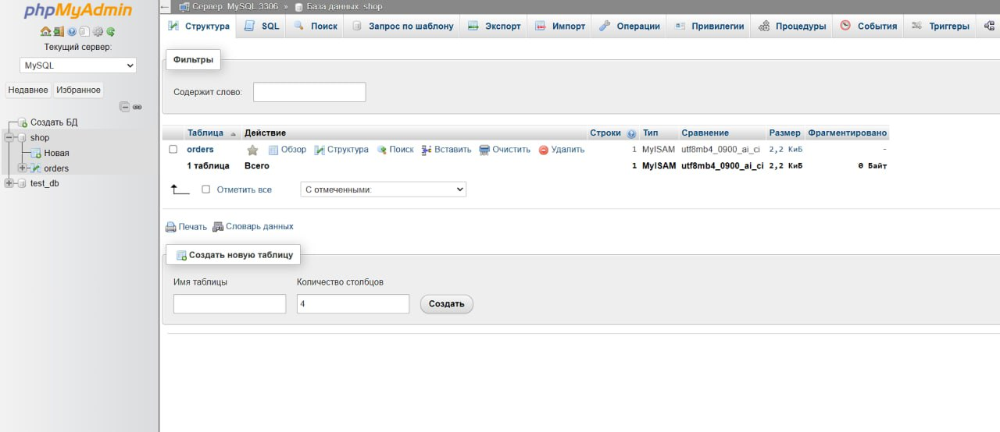 phpMyAdmin
Текущий сервер:
MySQL
Недавнее Избранное
Создать БД
shop
Новая
orders
test_db
Сервер: MySQL:3306 » База данных: shop
Структура SQL Поиск Запрос по шаблону Экспорт Импорт Операции Привилегии Процедуры События Триггеры
Фильтры
Содержит слово:
Таблица Действие Строки Тип Сравнение Размер Фрагментировано
orders Обзор Структура Поиск Вставить Очистить Удалить 1 MyISAM utf8mb4_0900_ai_ci 2,2 КиБ -
1 таблица Всего 1 MyISAM utf8mb4_0900_ai_ci 2,2 КиБ 0 Байт
Отметить все С отмеченными:
Печать Словарь данных
Создать новую таблицу
Имя таблицы Количество столбцов
4 Создать